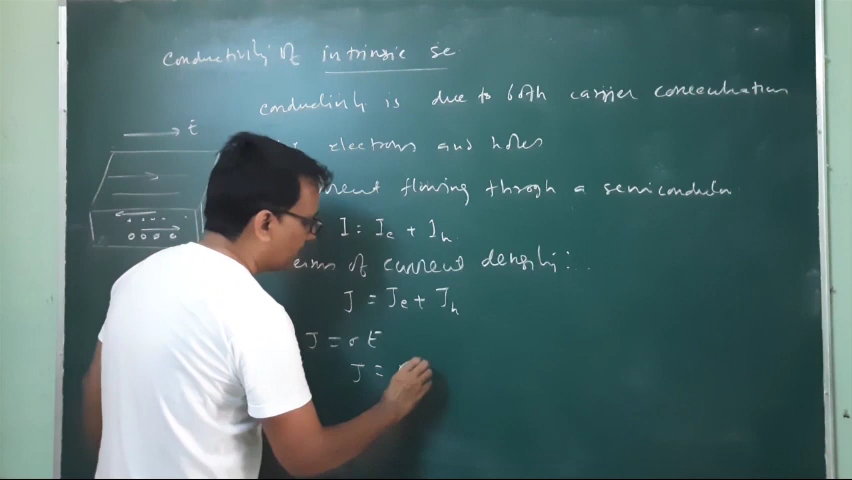 Conductivity of intrinsic sc
Conductivity is due to both carrier concentration
electrons and holes
flowing through a semiconductor
E
I = Ie + Ih
of current density:..
J = Je + Jh
J = σE
J =